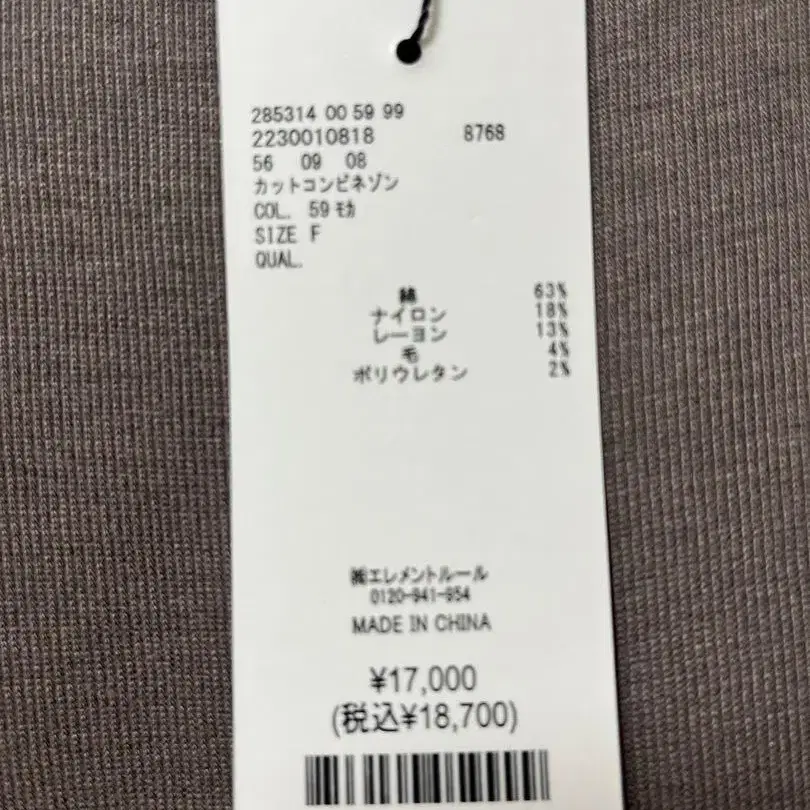 285314 00 59 99
2230010818 8768
56 09 08
カットコンビネゾン
COL. 59 ﾓｶ
SIZE F
QUAL.
綿 63%
ナイロン 18%
レーヨン 13%
毛 4%
ポリウレタン 2%
㈱エレメントルール
0120-941-954
MADE IN CHINA
¥17,000
(税込¥18,700)